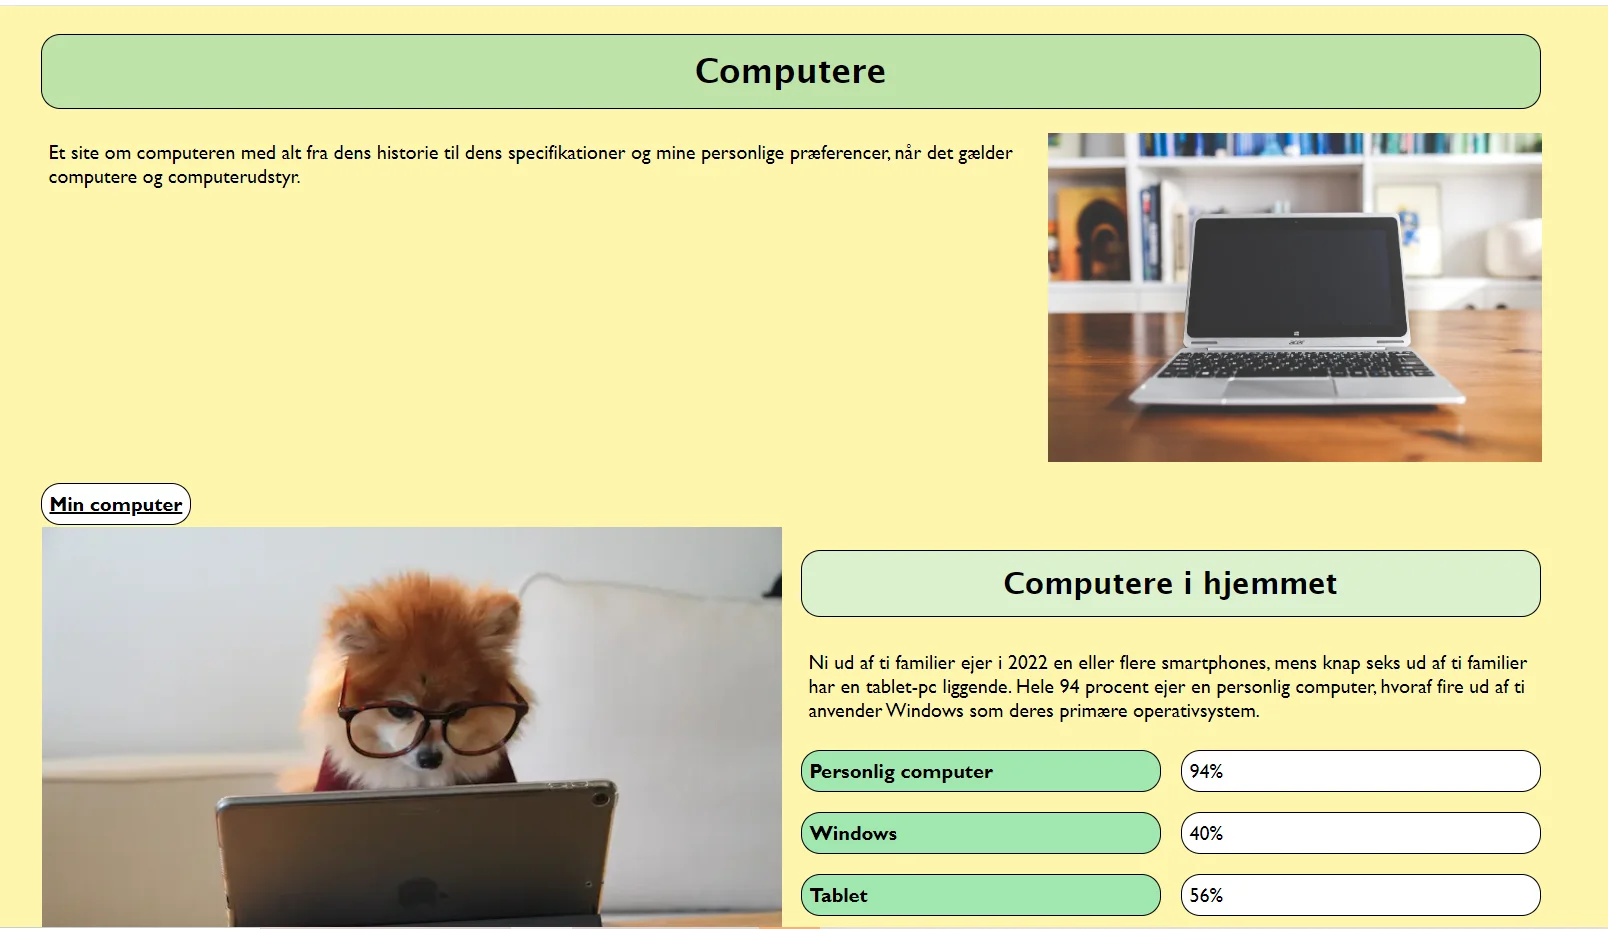 Computere
Et site om computeren med alt fra dens historie til dens specifikationer og mine personlige præferencer, når det gælder
computere og computerudstyr.
acer
Min computer
Computere i hjemmet
Ni ud af ti familier ejer i 2022 en eller flere smartphones, mens knap seks ud af ti familier
har en tablet-pc liggende. Hele 94 procent ejer en personlig computer, hvoraf fire ud af ti
anvender Windows som deres primære operativsystem.
Personlig computer 94%
Windows 40%
Tablet 56%